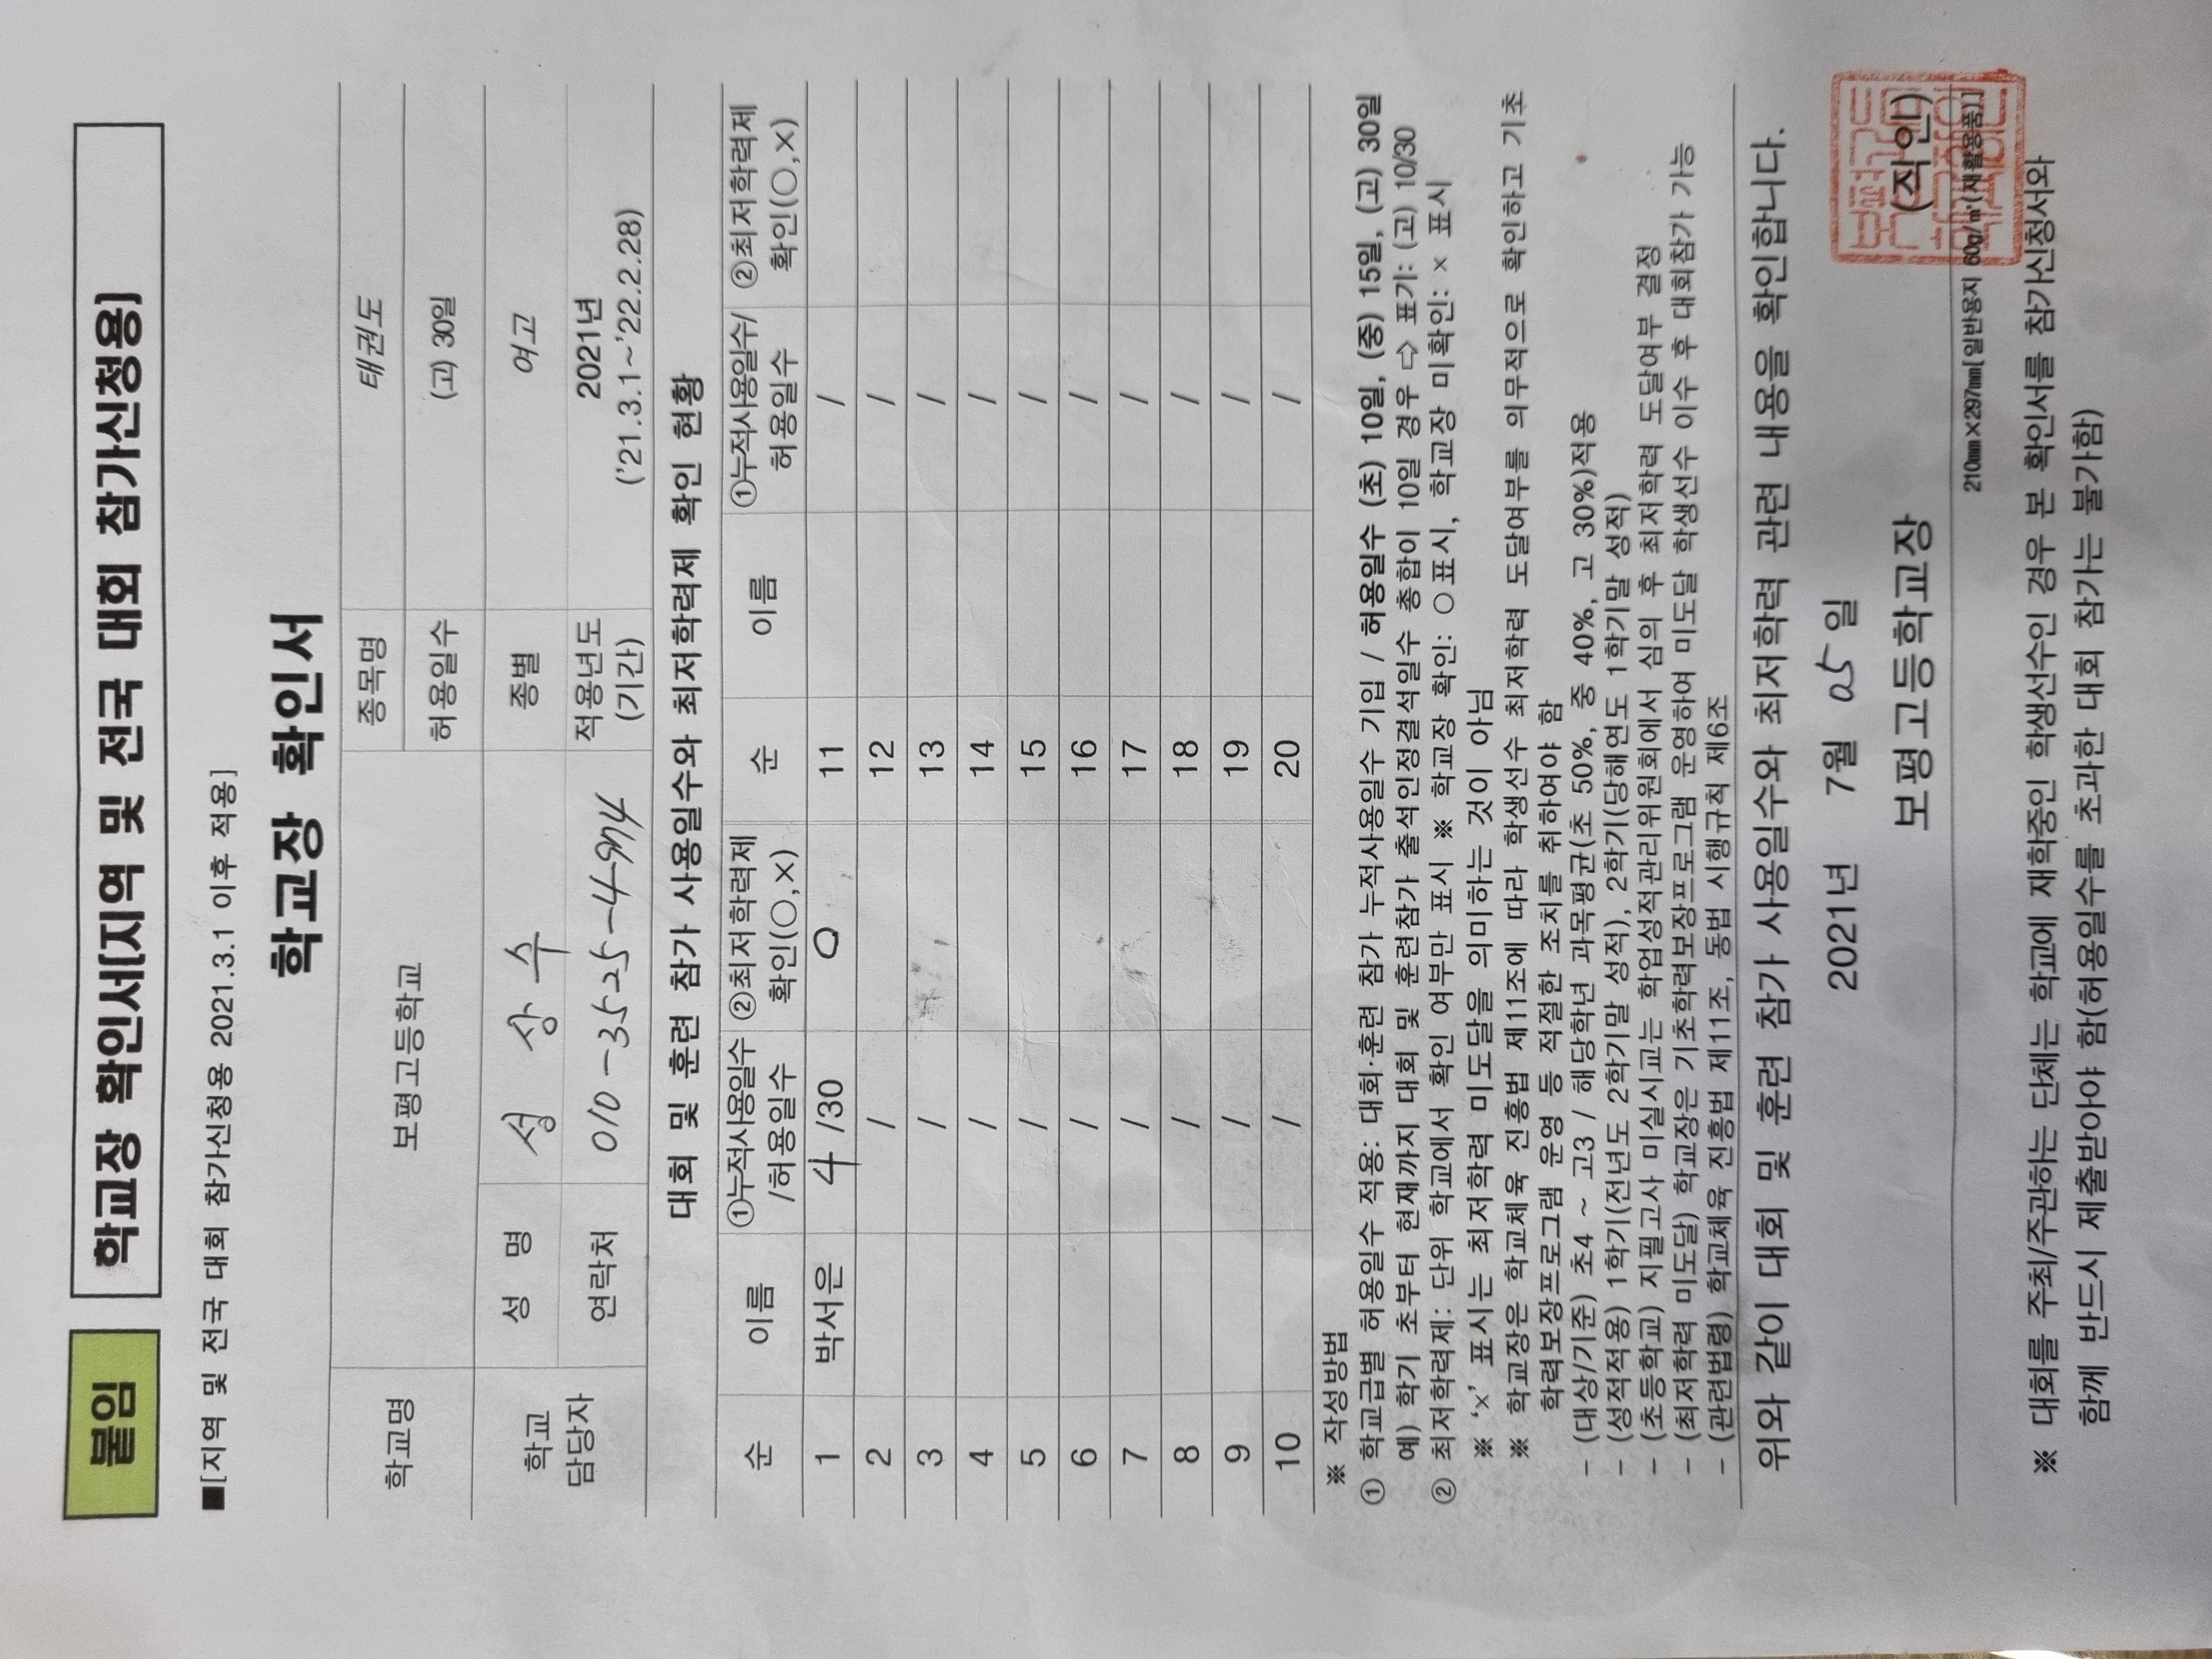 붙임
학교장 확인서[지역 및 전국 대회 참가신청용]
■[지역 및 전국 대회 참가신청용 2021.3.1 이후 적용]
학교장 확인서
학교명 보평고등학교 종목명 태권도
허용일수 (고) 30일
학교 담당자 성 명 성 상 수 종별 여고
연락처 010-3525-4 적용년도 (기간) 2021년 ('21.3.1~'22.2.28)
대회 및 훈련 참가 사용일수와 최저학력제 확인 현황
순 이름 ①누적사용일수/허용일수 ②최저학력제 확인(○,×) 순 이름 ①누적사용일수/허용일수 ②최저학력제 확인(○,×)
1 박서은 4 /30 ○ 11 /
2 / 12 /
3 / 13 /
4 / 14 /
5 / 15 /
6 / 16 /
7 / 17 /
8 / 18 /
9 / 19 /
10 / 20 /
※ 작성방법
① 학교급별 허용일수 적용: 대회·훈련 참가 누적사용일수 기입 / 허용일수 (초) 10일, (중) 15일, (고) 30일
예) 학기 초부터 현재까지 대회 및 훈련참가 출석인정결석일수 총합이 10일 경우 ⇨ 표기: (고) 10/30
② 최저학력제: 단위 학교에서 확인 여부만 표시 ※ 학교장 확인: ○표시, 학교장 미확인: × 표시
※ '×' 표시는 최저학력 미도달을 의미하는 것이 아님
※ 학교장은 학교체육 진흥법 제11조에 따라 학생선수 최저학력 도달여부를 의무적으로 확인하고 기초
학력보장프로그램 운영 등 적절한 조치를 취하여야 함
- (대상/기준) 초4 ~ 고3 / 해당학년 과목평균(초 50%, 중 40%, 고 30%)적용
- (성적적용) 1학기(전년도 2학기말 성적), 2학기(당해연도 1학기말 성적)
- (초등학교) 지필고사 미실시교는 학업성적관리위원회에서 심의 후 최저학력 도달여부 결정
- (최저학력 미도달) 학교장은 기초학력보장프로그램 운영하여 미도달 학생선수 이수 후 대회참가 가능
- (관련법령) 학교체육 진흥법 제11조, 동법 시행규칙 제6조
위와 같이 대회 및 훈련 참가 사용일수와 최저학력 관련 내용을 확인합니다.
2021년 7월 05일
보평고등학교장 (직인)
210㎜×297㎜[일반용지 60g/㎡(재활용품)]
※ 대회를 주최/주관하는 단체는 학교에 재학중인 학생선수인 경우 본 확인서를 참가신청서와
함께 반드시 제출받아야 함(허용일수를 초과한 대회 참가는 불가함)